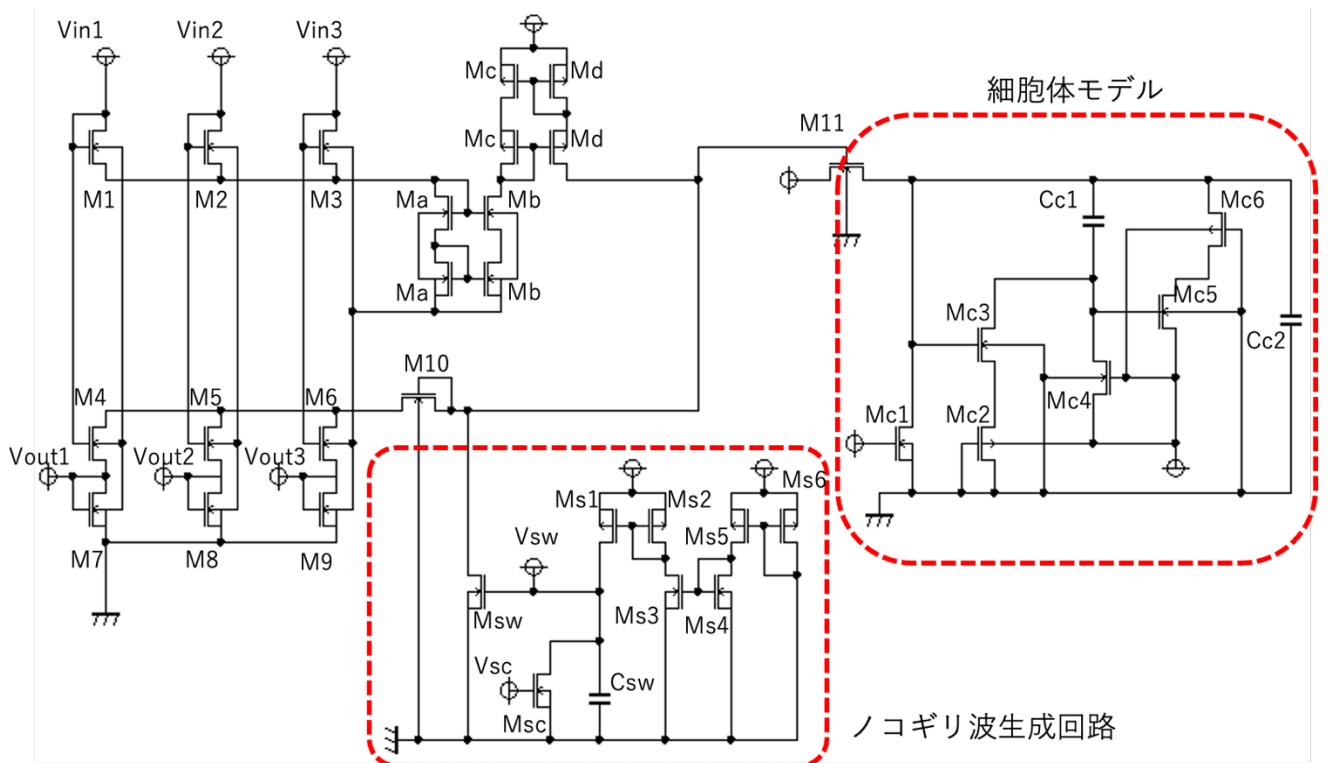 Vin1
Vin2
Vin3
Mc
Md
細胞体モデル
M11
Mc
Md
M1
M2
M3
Ma
Mb
Cc1
Mc6
Ma
Mb
Mc3
Mc5
Cc2
M10
M4
M5
M6
Mc4
Mc1
Mc2
Vout1
Vout2
Vout3
M7
M8
M9
Ms1
Ms2
Ms6
Ms5
Vsw
Msw
Ms3
Ms4
Vsc
Csw
Msc
ノコギリ波生成回路